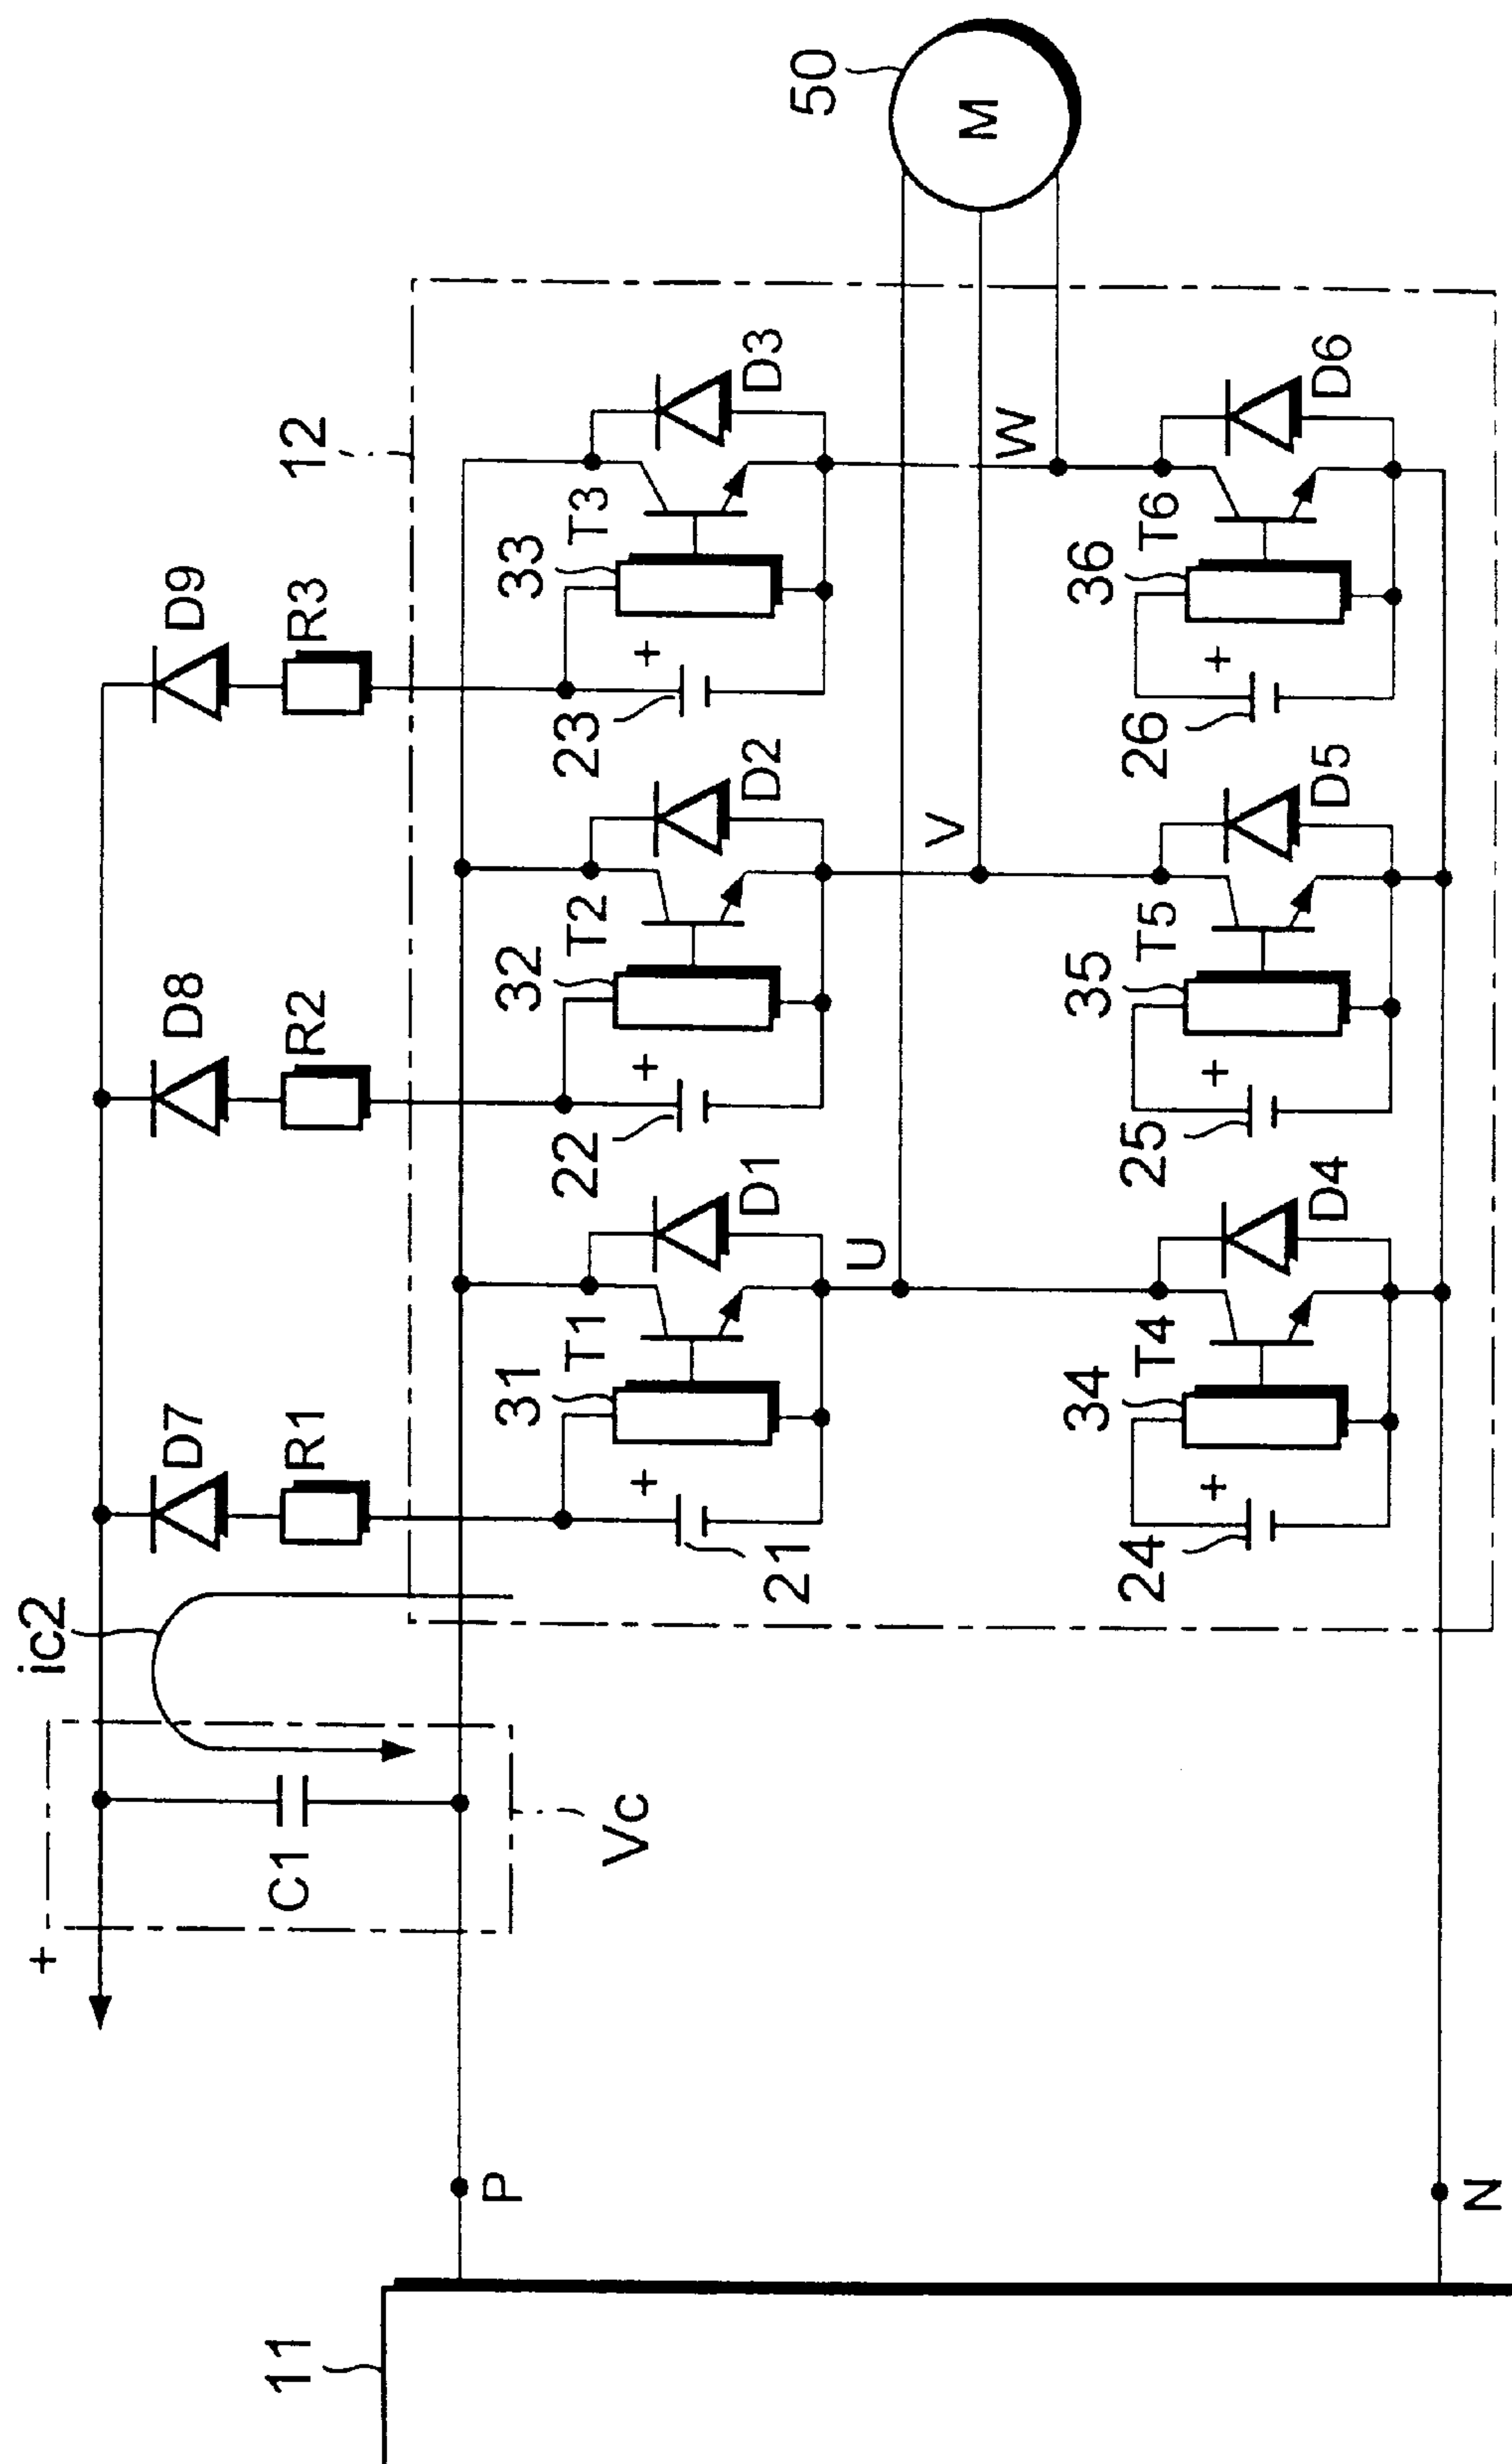 +
ic2
D7
D8
D9
R1
R2
R3
12
50
M
11
C1
Vc
31
T1
32
T2
33
T3
+
+
+
21
22
23
D1
D2
D3
P
U
V
W
34
T4
35
T5
36
T6
+
+
+
24
25
26
D4
D5
D6
N